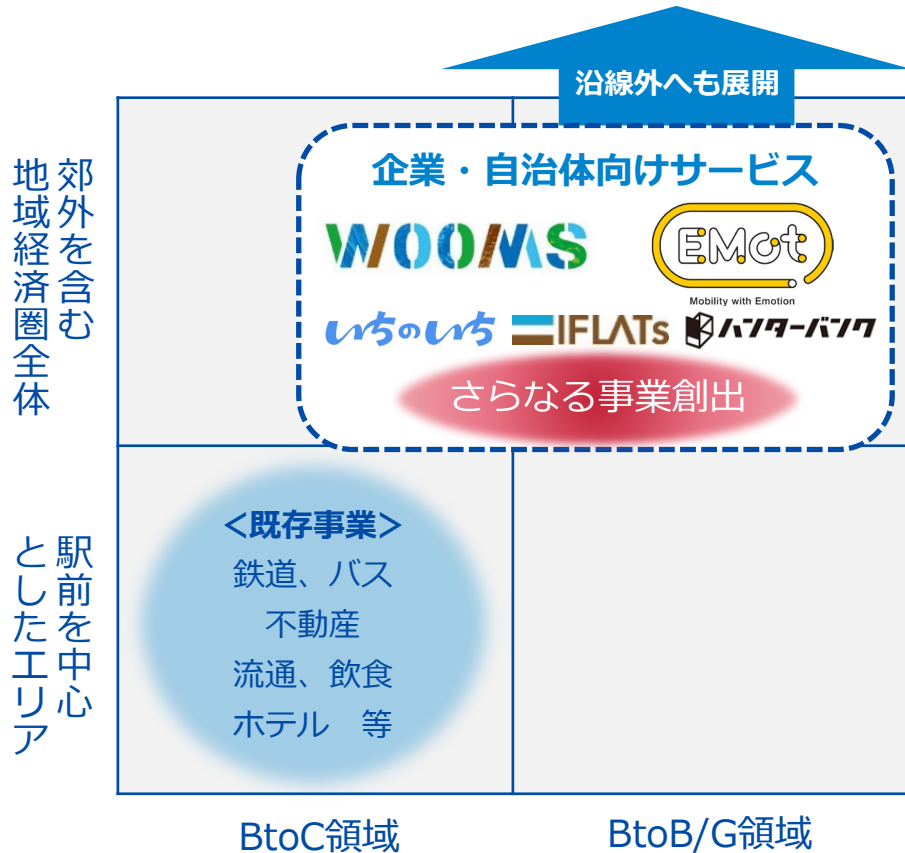 沿線外へも展開
企業・自治体向けサービス
WOOMS
EMot
Mobility with Emotion
いちのいち
IFLATs
ハンターバンク
さらなる事業創出
郊外を含む
地域経済圏全体
<既存事業>
鉄道、バス
不動産
流通、飲食
ホテル　等
駅前を中心
としたエリア
BtoC領域
BtoB/G領域